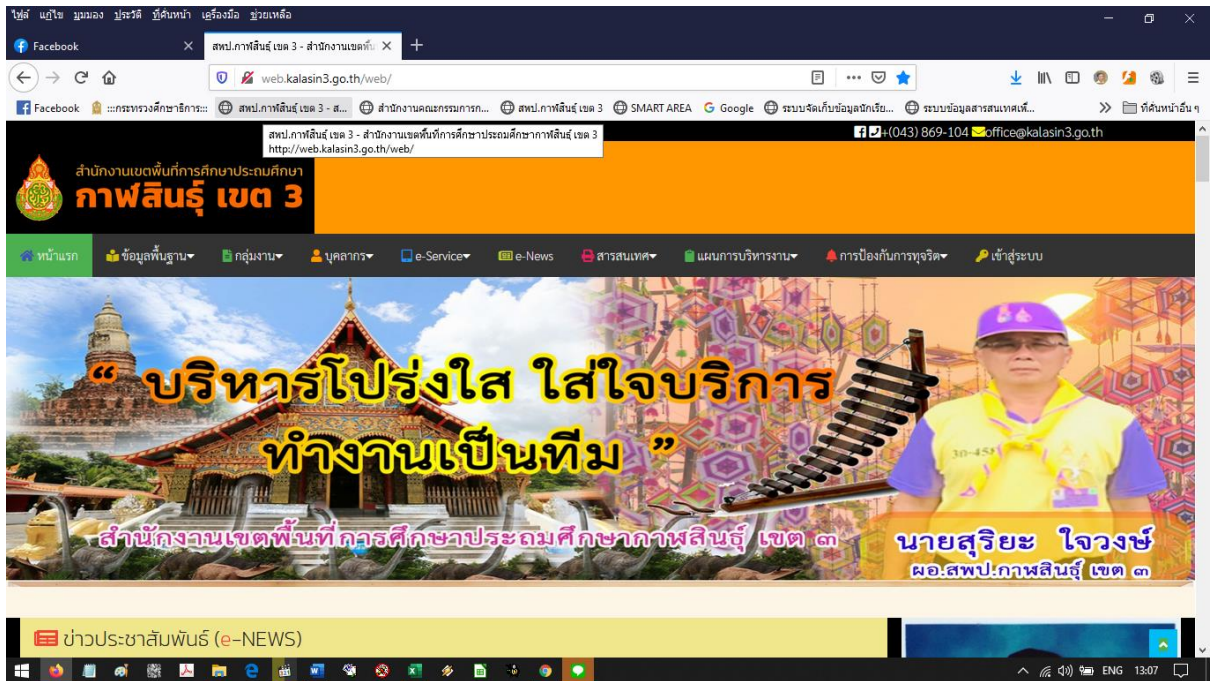 ไฟล์ แก้ไข มุมมอง ประวัติ ที่คั่นหน้า เครื่องมือ ช่วยเหลือ
Facebook
สพป.กาฬสินธุ์ เขต 3 - สำนักงานเขตพื้น
web.kalasin3.go.th/web/
Facebook
:::กระทรวงศึกษาธิการ:::
สพป.กาฬสินธุ์ เขต 3 - ส...
สำนักงานคณะกรรมการก...
สพป.กาฬสินธุ์ เขต 3
SMART AREA
Google
ระบบจัดเก็บข้อมูลนักเรีย...
ระบบข้อมูลสารสนเทศเพื่...
ที่คั่นหน้าอื่น ๆ
สพป.กาฬสินธุ์ เขต 3 - สำนักงานเขตพื้นที่การศึกษาประถมศึกษากาฬสินธุ์ เขต 3
http://web.kalasin3.go.th/web/
+(043) 869-104 office@kalasin3.go.th
สำนักงานเขตพื้นที่การศึกษาประถมศึกษา
กาฬสินธุ์ เขต 3
หน้าแรก ข้อมูลพื้นฐาน กลุ่มงาน บุคลากร e-Service e-News สารสนเทศ แผนการบริหารงาน การป้องกันการทุจริต เข้าสู่ระบบ
“ บริหารโปร่งใส ใส่ใจบริการ
ทำงานเป็นทีม ”
สำนักงานเขตพื้นที่การศึกษาประถมศึกษากาฬสินธุ์ เขต ๓
นายสุริยะ ใจวงษ์
ผอ.สพป.กาฬสินธุ์ เขต ๓
ข่าวประชาสัมพันธ์ (e-NEWS)
ENG 13:07